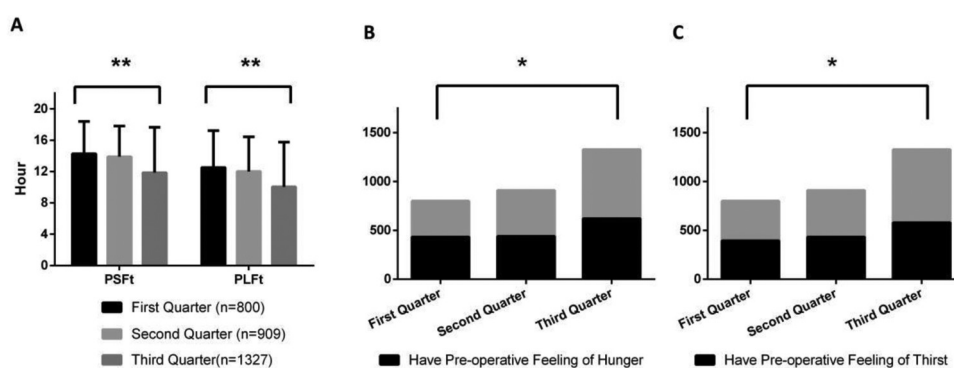 A
**
**
20
16
12
8
4
0
Hour
PSFt
PLFt
First Quarter (n=800)
Second Quarter (n=909)
Third Quarter(n=1327)
B
*
1500
1000
500
0
First Quarter
Second Quarter
Third Quarter
Have Pre-operative Feeling of Hunger
C
*
1500
1000
500
0
First Quarter
Second Quarter
Third Quarter
Have Pre-operative Feeling of Thirst